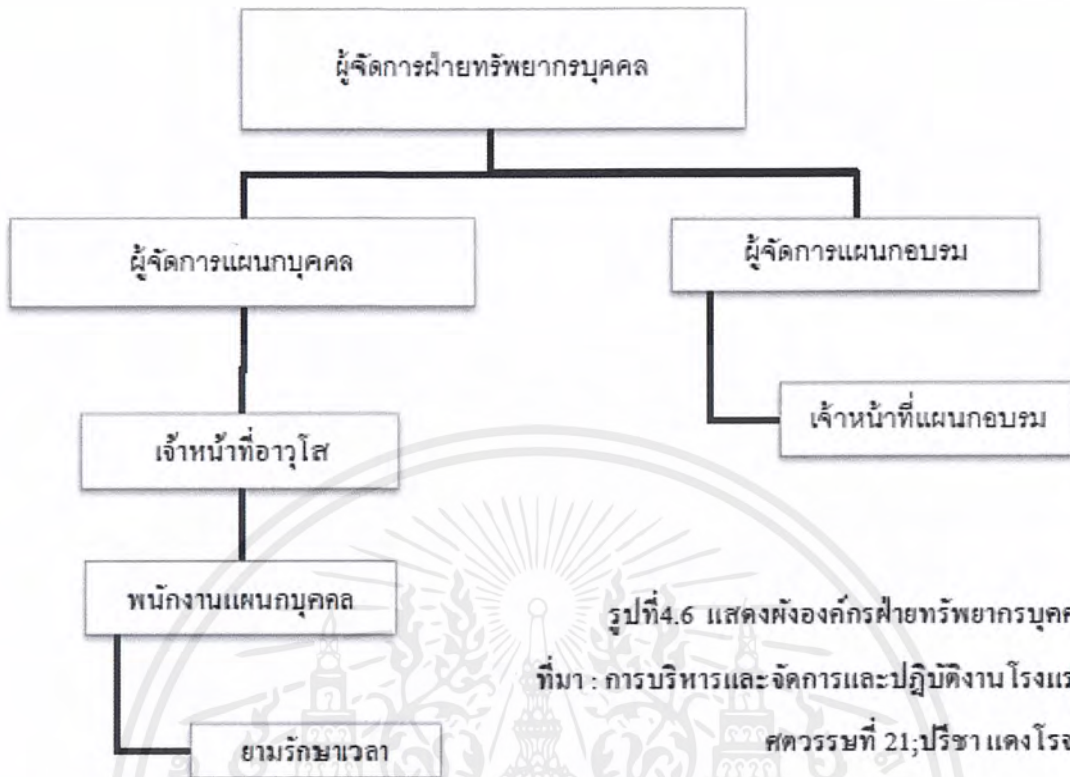 ผู้จัดการฝ่ายทรัพยากรบุคคล
ผู้จัดการแผนกบุคคล
ผู้จัดการแผนกอบรม
เจ้าหน้าที่อาวุโส
เจ้าหน้าที่แผนกอบรม
พนักงานแผนกบุคคล
ยามรักษาเวลา
รูปที่4.6 แสดงผังองค์กรฝ่ายทรัพยากรบุคค
ที่มา : การบริหารและจัดการและปฏิบัติงานโรงแร
ศตวรรษที่ 21;ปรีชา แดงโรจ